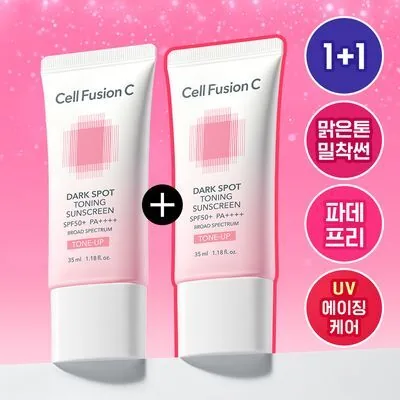 Cell Fusion C
DARK SPOT
TONING
SUNSCREEN
SPF50+ PA++++
BROAD SPECTRUM
TONE-UP
35 ml 1.18 fl.oz.
+
Cell Fusion C
DARK SPOT
TONING
SUNSCREEN
SPF50+ PA++++
BROAD SPECTRUM
TONE-UP
35 ml 1.18 fl.oz.
1+1
맑은톤
밀착썬
파데
프리
UV
에이징
케어